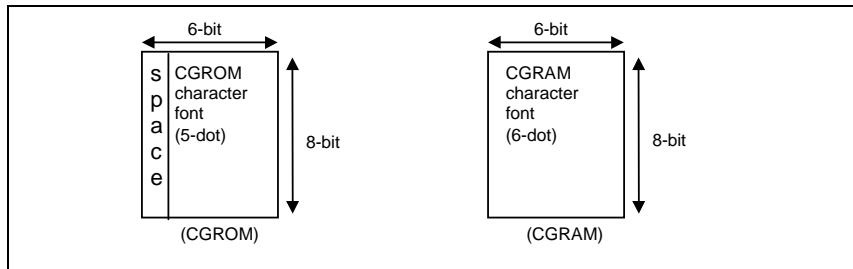 6-bit
6-bit
space
CGROM
character
font
(5-dot)
8-bit
CGRAM
character
font
(6-dot)
8-bit
(CGROM)
(CGRAM)